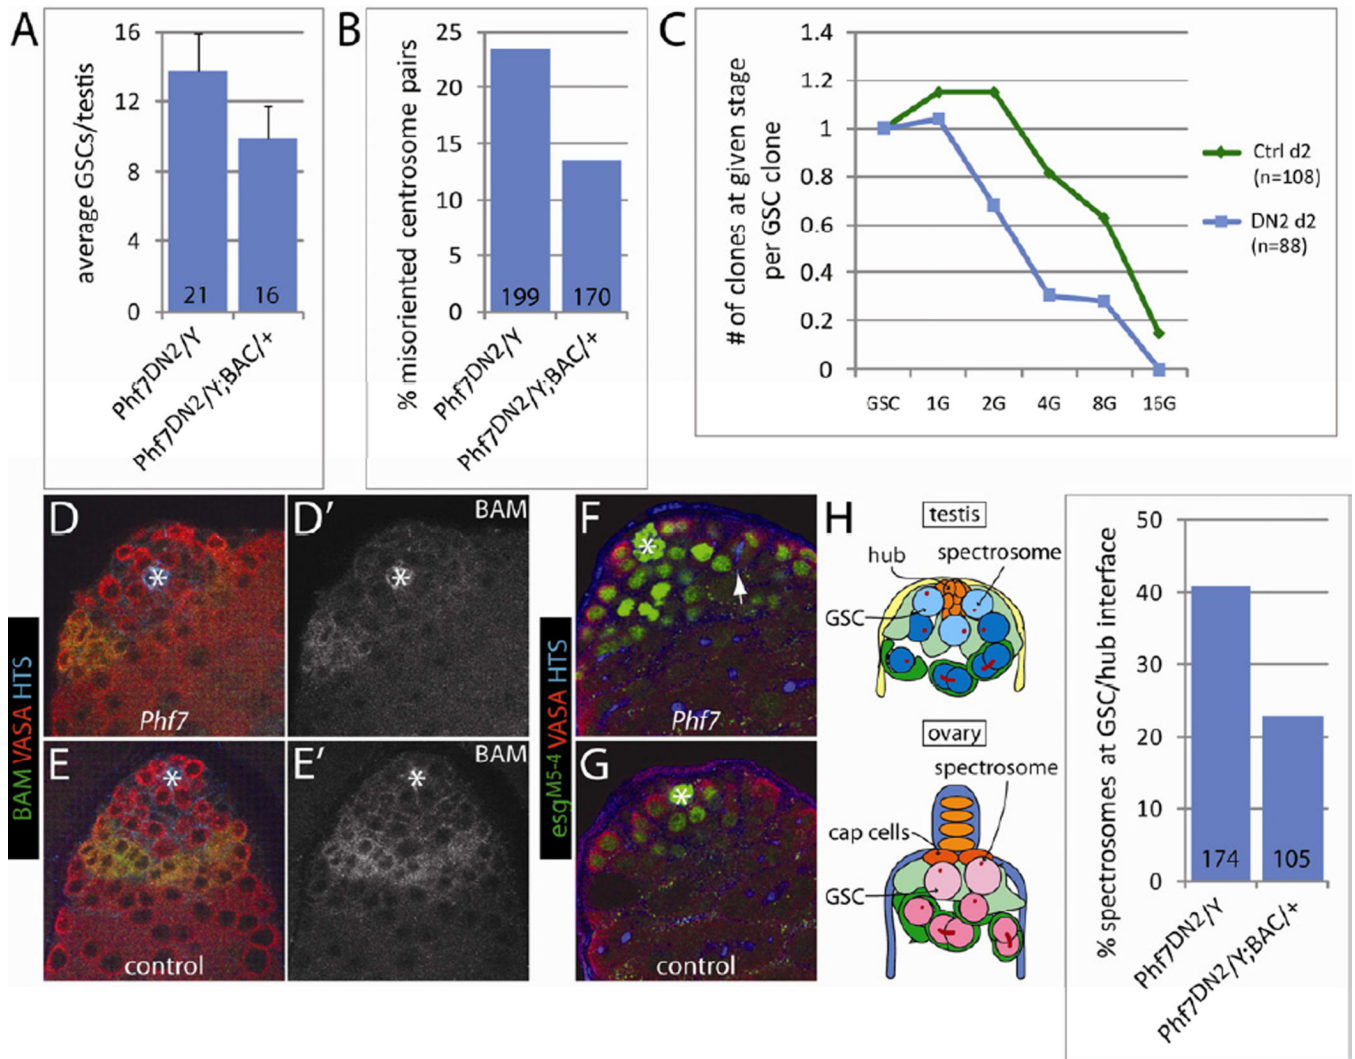 A
average GSCs/testis
16
12
8
4
0
21
16
Phf7DN2/Y
Phf7DN2/Y;BAC/+
B
% misoriented centrosome pairs
25
20
15
10
5
0
199
170
Phf7DN2/Y
Phf7DN2/Y;BAC/+
C
# of clones at given stage
per GSC clone
1.4
1.2
1
0.8
0.6
0.4
0.2
0
GSC 1G 2G 4G 8G 16G
Ctrl d2
(n=108)
DN2 d2
(n=88)
BAM VASA HTS
D
*
Phf7
D'
BAM
*
E
*
control
E'
BAM
*
esgM5-4 VASA HTS
F
*
Phf7
G
*
control
H
testis
hub
spectrosome
GSC
ovary
spectrosome
cap cells
GSC
% spectrosomes at GSC/hub interface
50
40
30
20
10
0
174
105
Phf7DN2/Y
Phf7DN2/Y;BAC/+